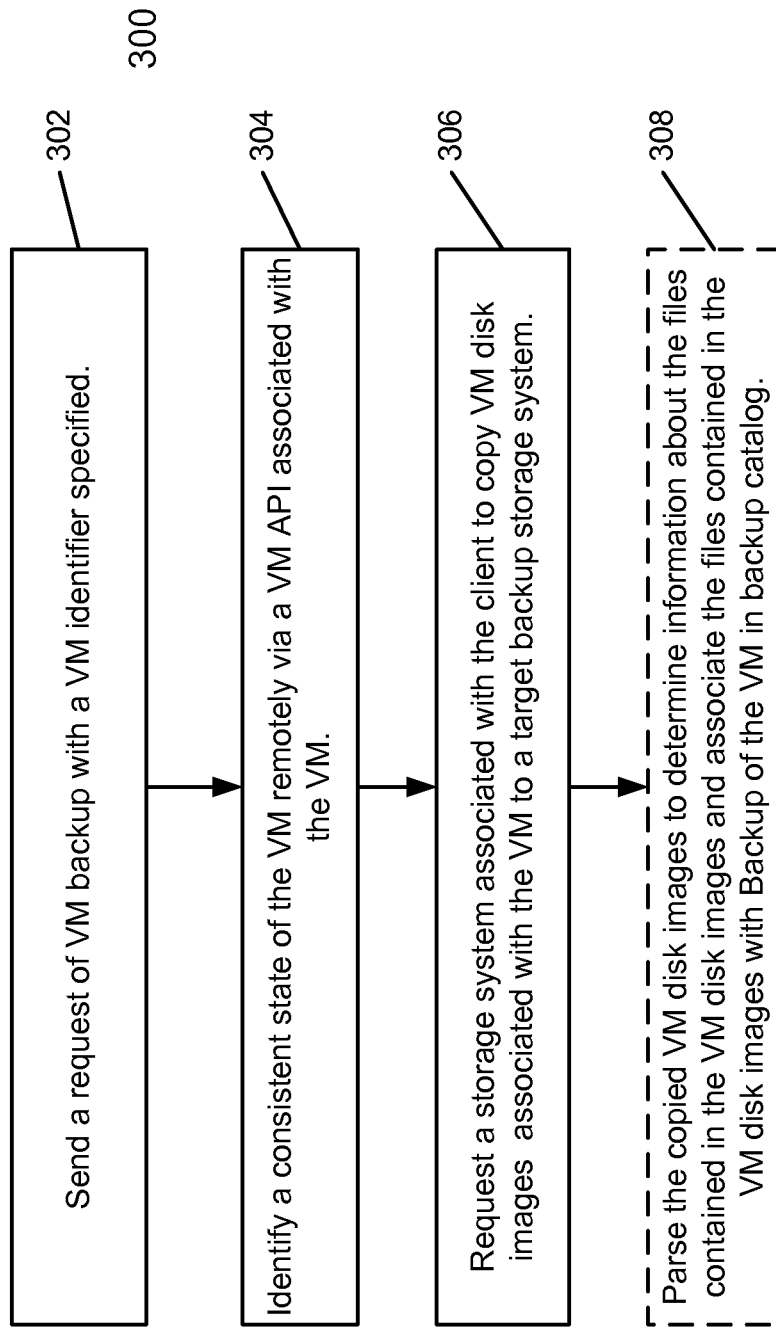 300
302
Send a request of VM backup with a VM identifier specified.
304
Identify a consistent state of the VM remotely via a VM API associated with
the VM.
306
Request a storage system associated with the client to copy VM disk
images associated with the VM to a target backup storage system.
308
Parse the copied VM disk images to determine information about the files
contained in the VM disk images and associate the files contained in the
VM disk images with Backup of the VM in backup catalog.